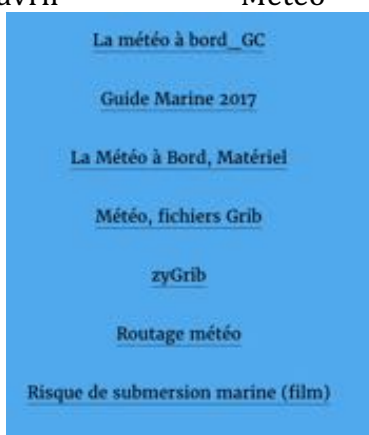 Météo
La météo à bord_GC
Guide Marine 2017
La Météo à Bord, Matériel
Météo, fichiers Grib
zyGrib
Routage météo
Risque de submersion marine (film)